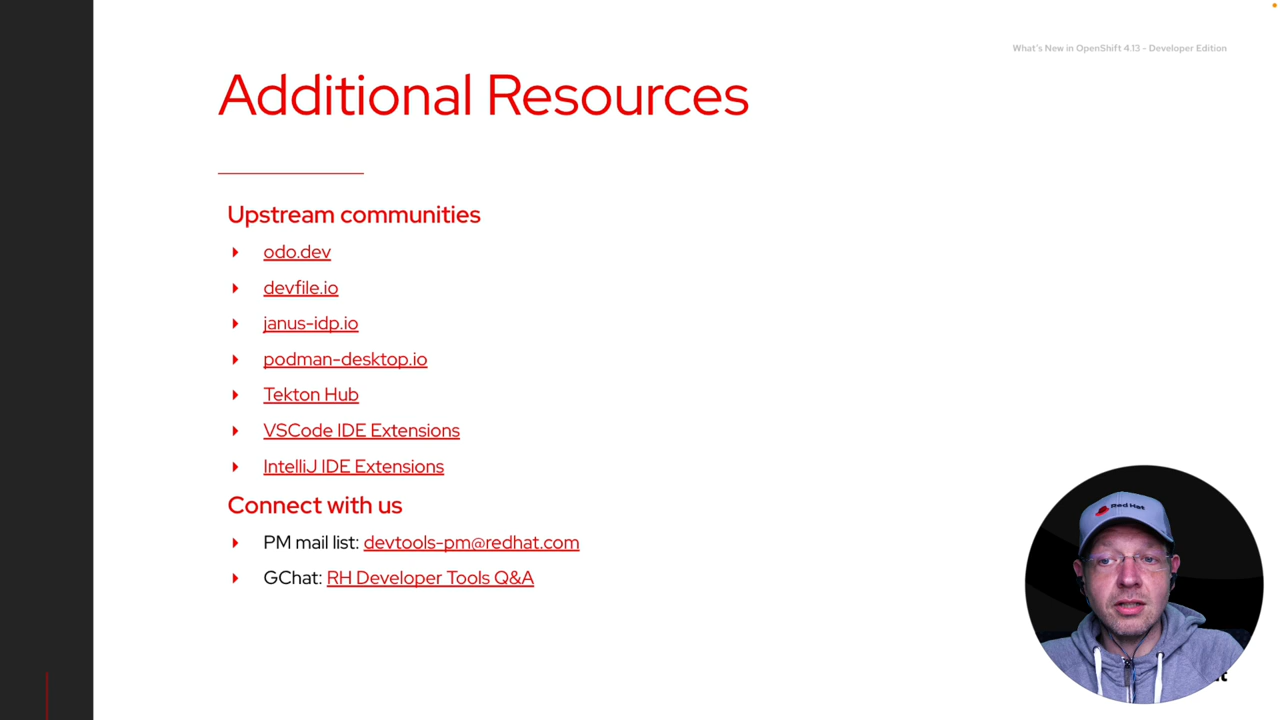 What's New in OpenShift 4.13 - Developer Edition
Additional Resources
Upstream communities
odo.dev
devfile.io
janus-idp.io
podman-desktop.io
Tekton Hub
VSCode IDE Extensions
IntelliJ IDE Extensions
Connect with us
PM mail list: devtools-pm@redhat.com
GChat: RH Developer Tools Q&A
Red Hat